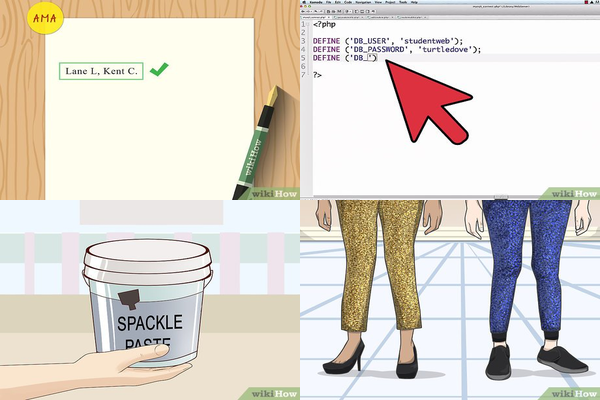 AMA
Lane L, Kent C.
wikiHow
wikiHow
1 <?php
2
3 DEFINE ('DB_USER', 'studentweb');
4 DEFINE ('DB_PASSWORD', 'turtledove');
5 DEFINE ('DB_')
6
7 ?>
wikiHow
SPACKLE
PASTE
wikiHow
wikiHow